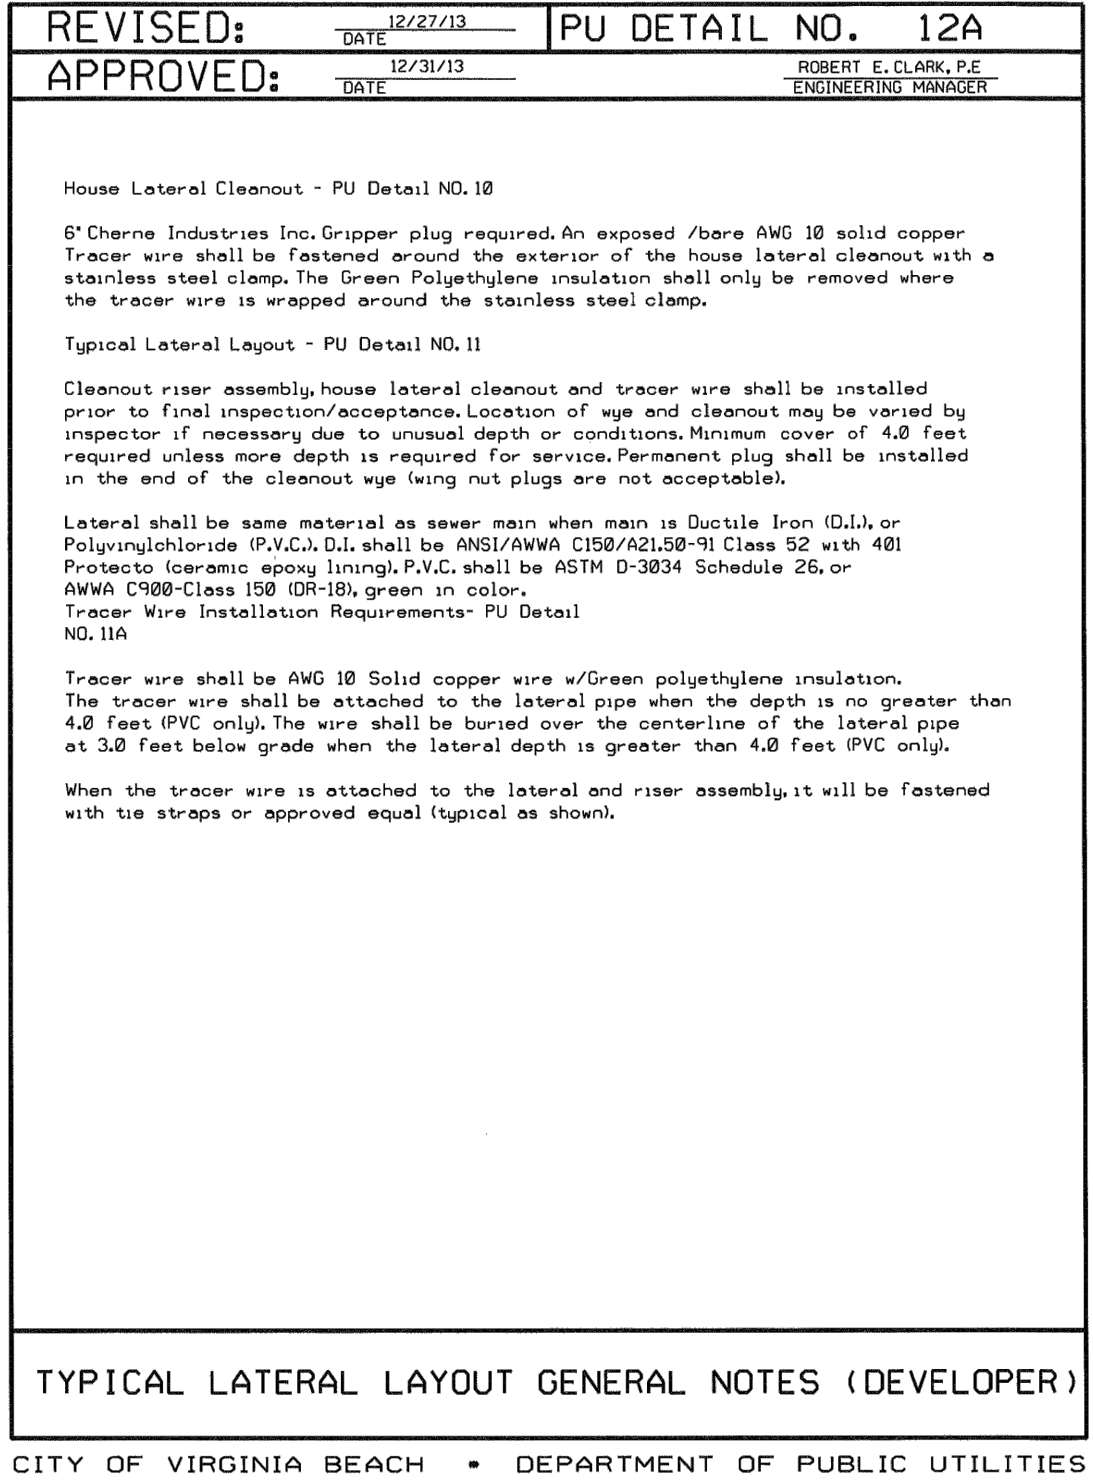 REVISED:
12/27/13
DATE
PU DETAIL NO. 12A
APPROVED:
12/31/13
DATE
ROBERT E. CLARK, P.E
ENGINEERING MANAGER
House Lateral Cleanout - PU Detail NO. 10
6" Cherne Industries Inc. Gripper plug required. An exposed /bare AWG 10 solid copper
Tracer wire shall be fastened around the exterior of the house lateral cleanout with a
stainless steel clamp. The Green Polyethylene insulation shall only be removed where
the tracer wire is wrapped around the stainless steel clamp.
Typical Lateral Layout - PU Detail NO. 11
Cleanout riser assembly, house lateral cleanout and tracer wire shall be installed
prior to final inspection/acceptance. Location of wye and cleanout may be varied by
inspector if necessary due to unusual depth or conditions. Minimum cover of 4.0 feet
required unless more depth is required for service. Permanent plug shall be installed
in the end of the cleanout wye (wing nut plugs are not acceptable).
Lateral shall be same material as sewer main when main is Ductile Iron (D.I.), or
Polyvinylchloride (P.V.C.). D.I. shall be ANSI/AWWA C150/A21.50-91 Class 52 with 401
Protecto (ceramic epoxy lining). P.V.C. shall be ASTM D-3034 Schedule 26, or
AWWA C900-Class 150 (DR-18), green in color.
Tracer Wire Installation Requirements- PU Detail
NO. 11A
Tracer wire shall be AWG 10 Solid copper wire w/Green polyethylene insulation.
The tracer wire shall be attached to the lateral pipe when the depth is no greater than
4.0 feet (PVC only). The wire shall be buried over the centerline of the lateral pipe
at 3.0 feet below grade when the lateral depth is greater than 4.0 feet (PVC only).
When the tracer wire is attached to the lateral and riser assembly, it will be fastened
with tie straps or approved equal (typical as shown).
TYPICAL LATERAL LAYOUT GENERAL NOTES (DEVELOPER)
CITY OF VIRGINIA BEACH * DEPARTMENT OF PUBLIC UTILITIES